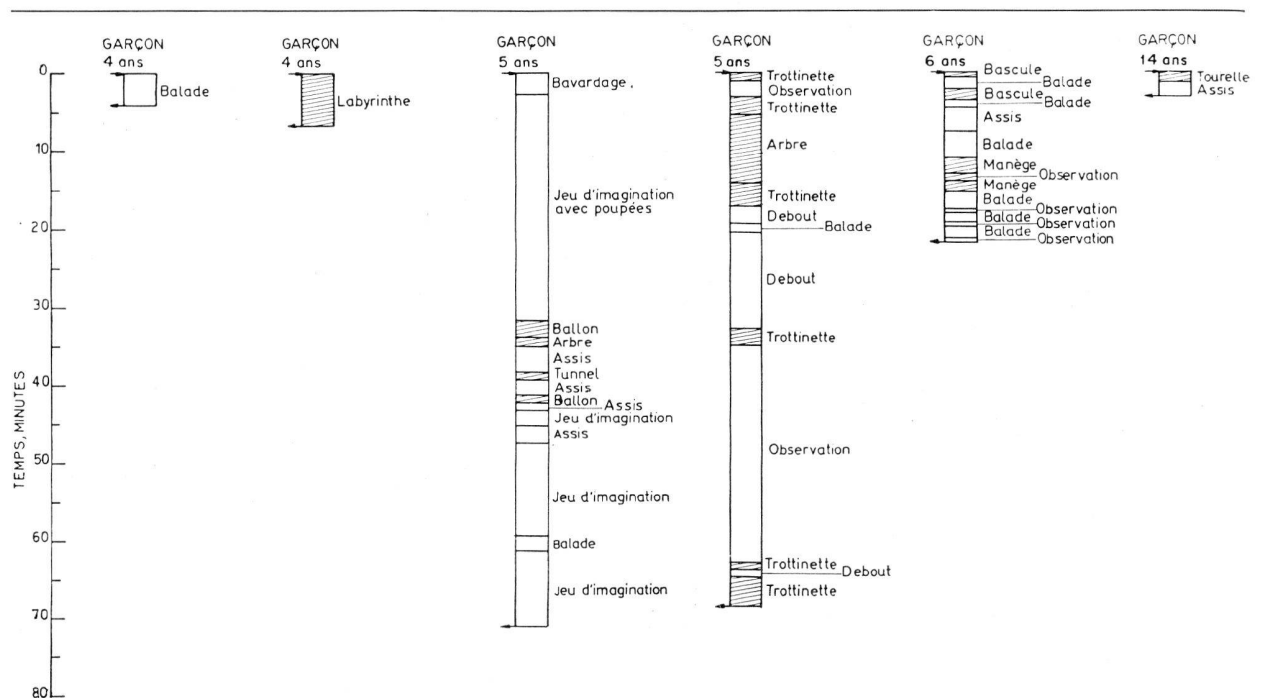 GARÇON
4 ans
Balade
GARÇON
4 ans
Labyrinthe
GARÇON
5 ans
Bavardage.
Jeu d'imagination
avec poupées
Ballon
Arbre
Assis
Tunnel
Assis
Ballon
Assis
Jeu d'imagination
Assis
Jeu d'imagination
Balade
Jeu d'imagination
GARÇON
5 ans
Trottinette
Observation
Trottinette
Arbre
Trottinette
Debout
Balade
Debout
Trottinette
Observation
Trottinette
Debout
Trottinette
GARÇON
6 ans
Bascule
Balade
Bascule
Balade
Assis
Balade
Manège
Observation
Manège
Balade
Observation
Balade
Observation
Balade
Observation
GARÇON
14 ans
Tourelle
Assis
TEMPS, MINUTES
0
10
20
30
40
50
60
70
80